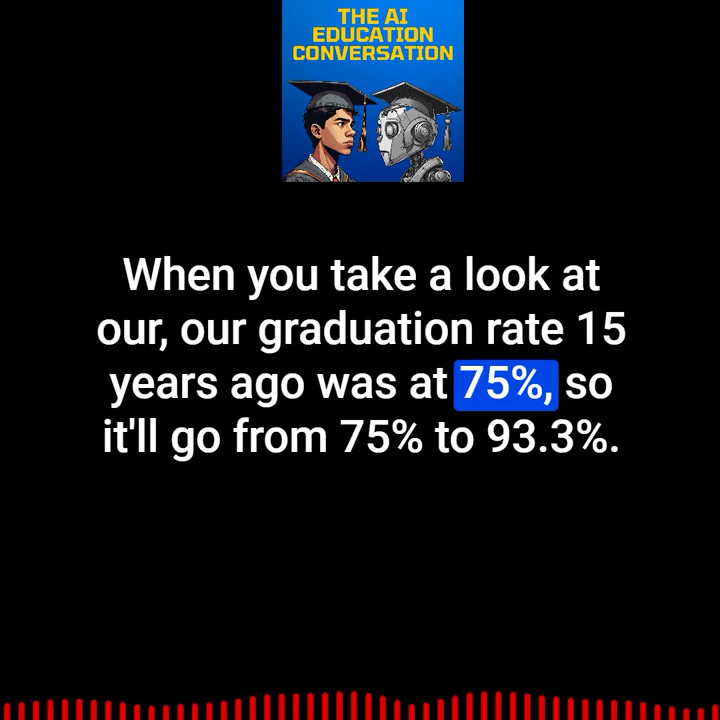 THE AI
EDUCATION
CONVERSATION
When you take a look at
our, our graduation rate 15
years ago was at 75%, so
it'll go from 75% to 93.3%.